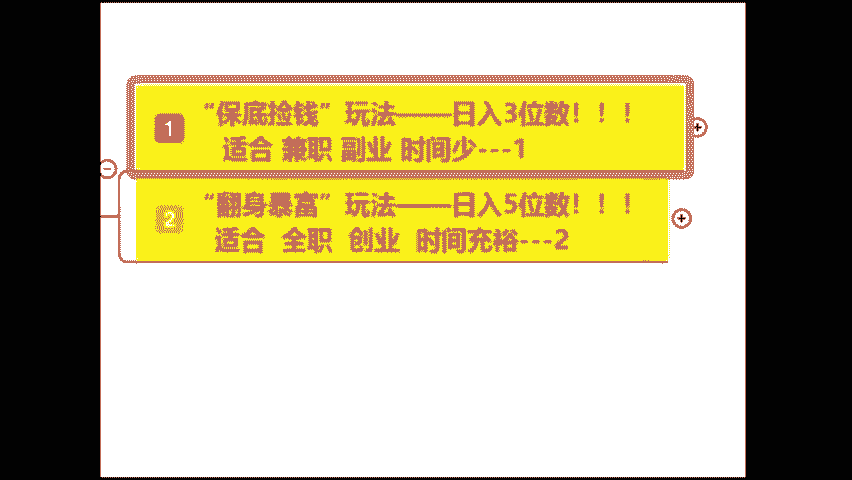 1
“保底捡钱”玩法——日入3位数！！！
适合 兼职 副业 时间少---1
2
“翻身暴富”玩法——日入5位数！！！
适合 全职 创业 时间充裕---2